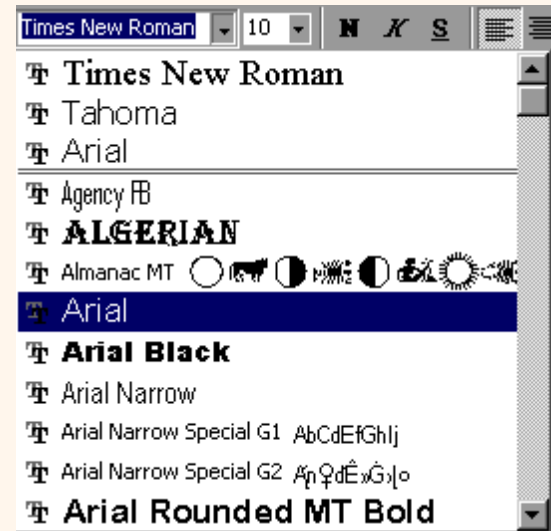 Times New Roman 10 N K S
Times New Roman
Tahoma
Arial
Agency FB
ALGERIAN
Almanac MT
Arial
Arial Black
Arial Narrow
Arial Narrow Special G1 AbCdEfGhIj
Arial Narrow Special G2
Arial Rounded MT Bold